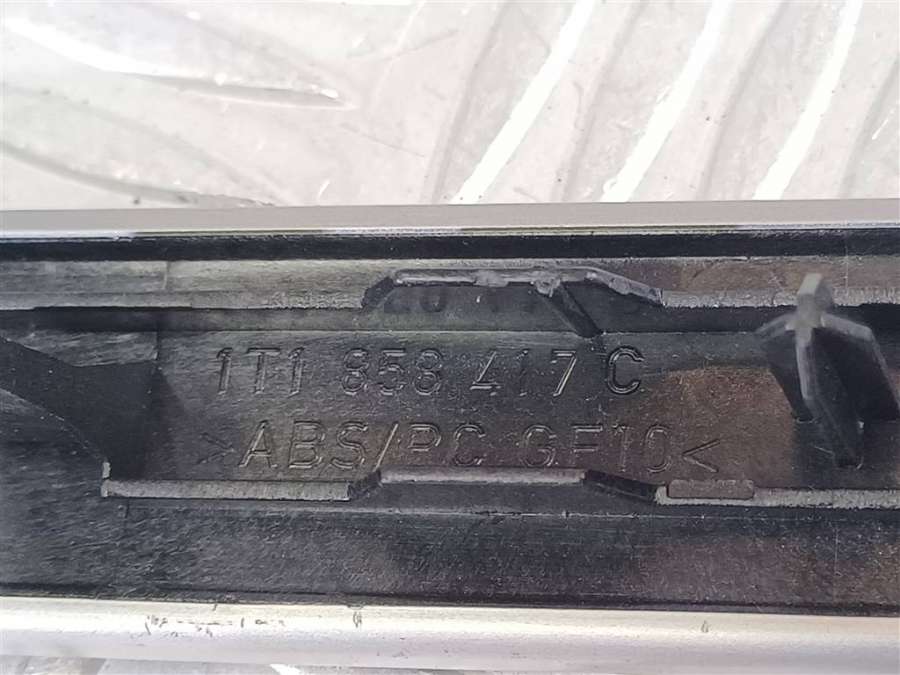 1T1 858 417 C
>ABS/PC GF10<